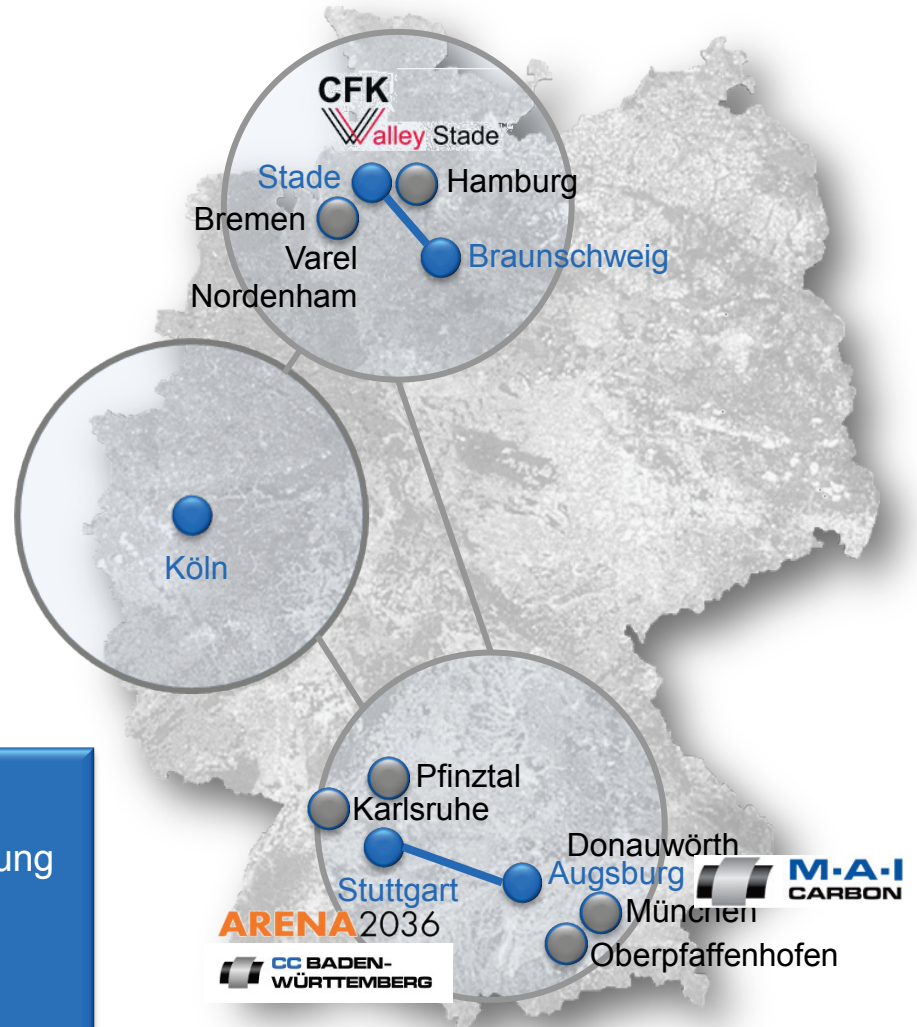 CFK
Valley Stade™
Stade
Hamburg
Bremen
Varel
Nordenham
Braunschweig
Köln
Pfinztal
Karlsruhe
Stuttgart
Donauwörth
Augsburg
M·A·I
CARBON
München
Oberpfaffenhofen
ARENA2036
CC BADEN-
WÜRTTEMBERG
ung